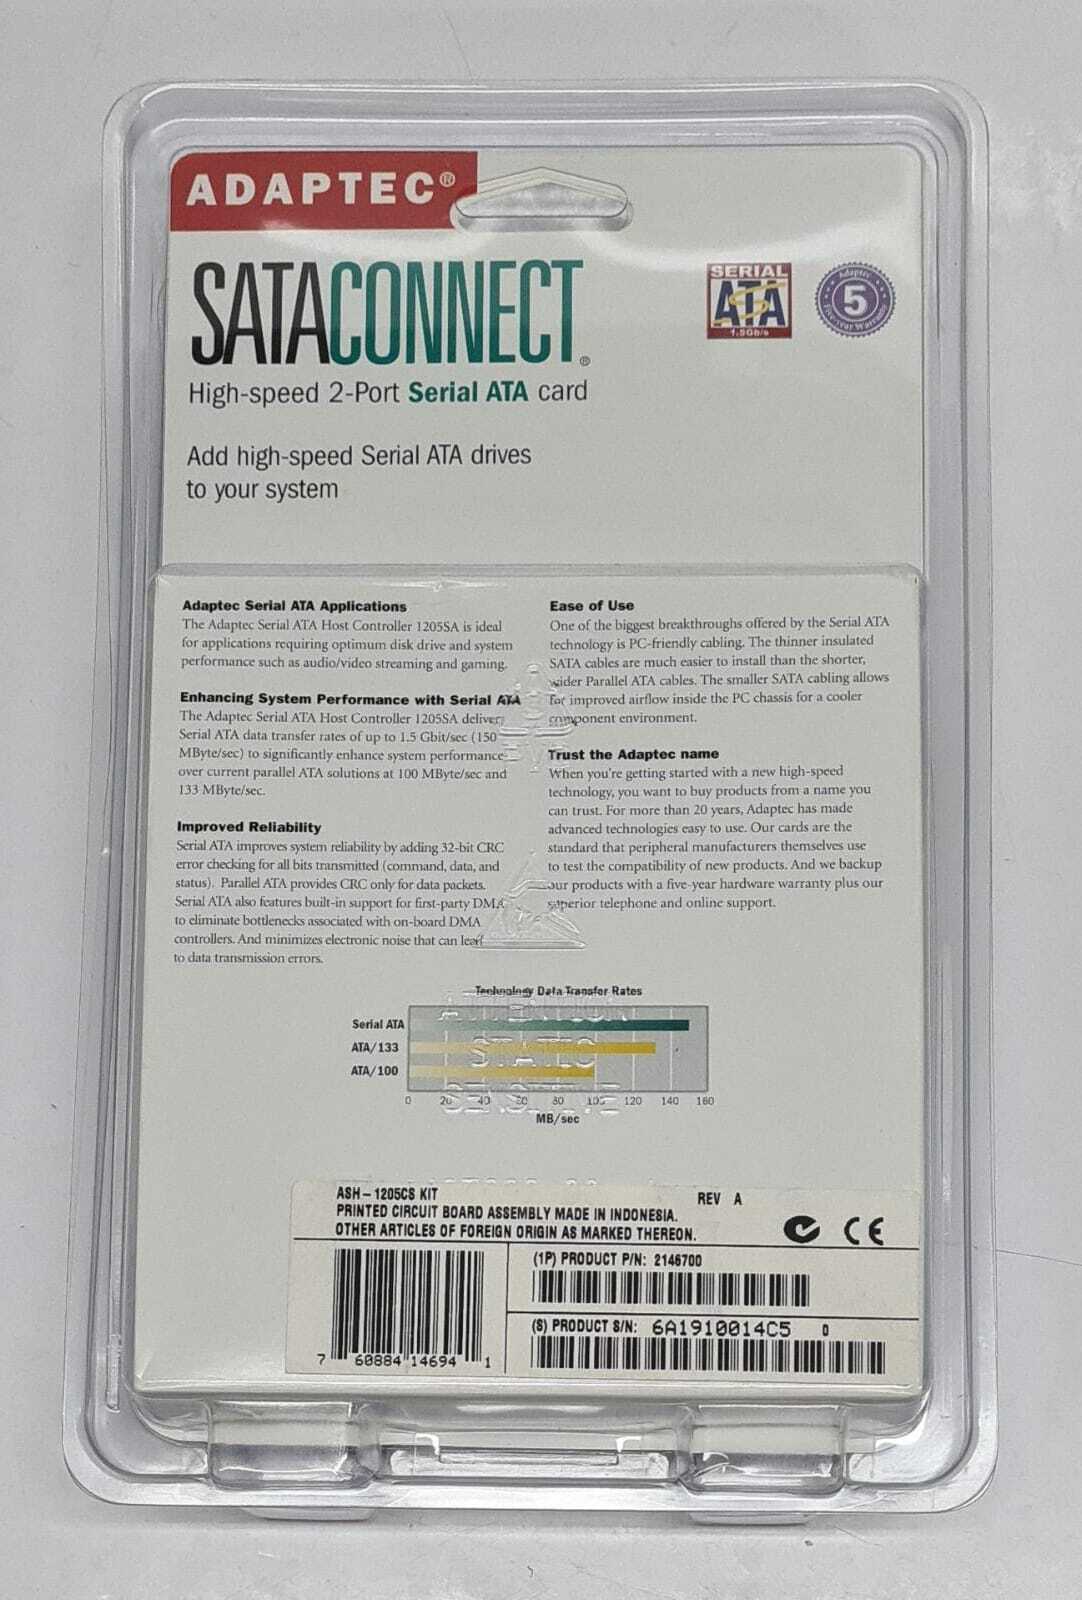 ADAPTEC®
SATACONNECT®
High-speed 2-Port Serial ATA card
SERIAL
ATA
1.5Gb/s
Adaptec
5
Five-Year Warranty
Add high-speed Serial ATA drives
to your system
Adaptec Serial ATA Applications
The Adaptec Serial ATA Host Controller 1205SA is ideal
for applications requiring optimum disk drive and system
performance such as audio/video streaming and gaming.
Enhancing System Performance with Serial ATA
The Adaptec Serial ATA Host Controller 1205SA delivers
Serial ATA data transfer rates of up to 1.5 Gbit/sec (150
MByte/sec) to significantly enhance system performance
over current parallel ATA solutions at 100 MByte/sec and
133 MByte/sec.
Improved Reliability
Serial ATA improves system reliability by adding 32-bit CRC
error checking for all bits transmitted (command, data, and
status). Parallel ATA provides CRC only for data packets.
Serial ATA also features built-in support for first-party DMA
to eliminate bottlenecks associated with on-board DMA
controllers. And minimizes electronic noise that can lead
to data transmission errors.
Ease of Use
One of the biggest breakthroughs offered by the Serial ATA
technology is PC-friendly cabling. The thinner insulated
SATA cables are much easier to install than the shorter,
wider Parallel ATA cables. The smaller SATA cabling allows
for improved airflow inside the PC chassis for a cooler
component environment.
Trust the Adaptec name
When you're getting started with a new high-speed
technology, you want to buy products from a name you
can trust. For more than 20 years, Adaptec has made
advanced technologies easy to use. Our cards are the
standard that peripheral manufacturers themselves use
to test the compatibility of new products. And we backup
our products with a five-year hardware warranty plus our
superior telephone and online support.
Technology Data Transfer Rates
Serial ATA
ATA/133
ATA/100
0 20 40 60 80 100 120 140 160
MB/sec
ATTENTION
STATIC
SENSITIVE
ASH-1205CS KIT REV A
PRINTED CIRCUIT BOARD ASSEMBLY MADE IN INDONESIA.
OTHER ARTICLES OF FOREIGN ORIGIN AS MARKED THEREON.
CE
(1P) PRODUCT P/N: 2146700
(S) PRODUCT S/N: 6A1910014C5 0
7 60884 14694 1